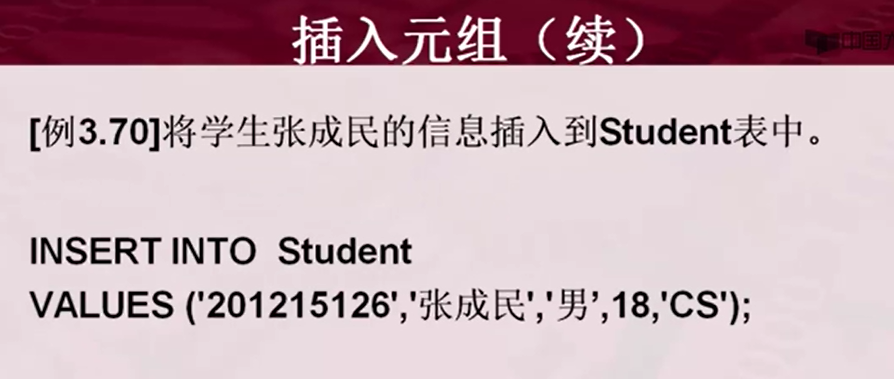 插入元组（续）
中国
[例3.70]将学生张成民的信息插入到Student表中。
INSERT INTO Student
VALUES ('201215126','张成民','男’,18,'CS');